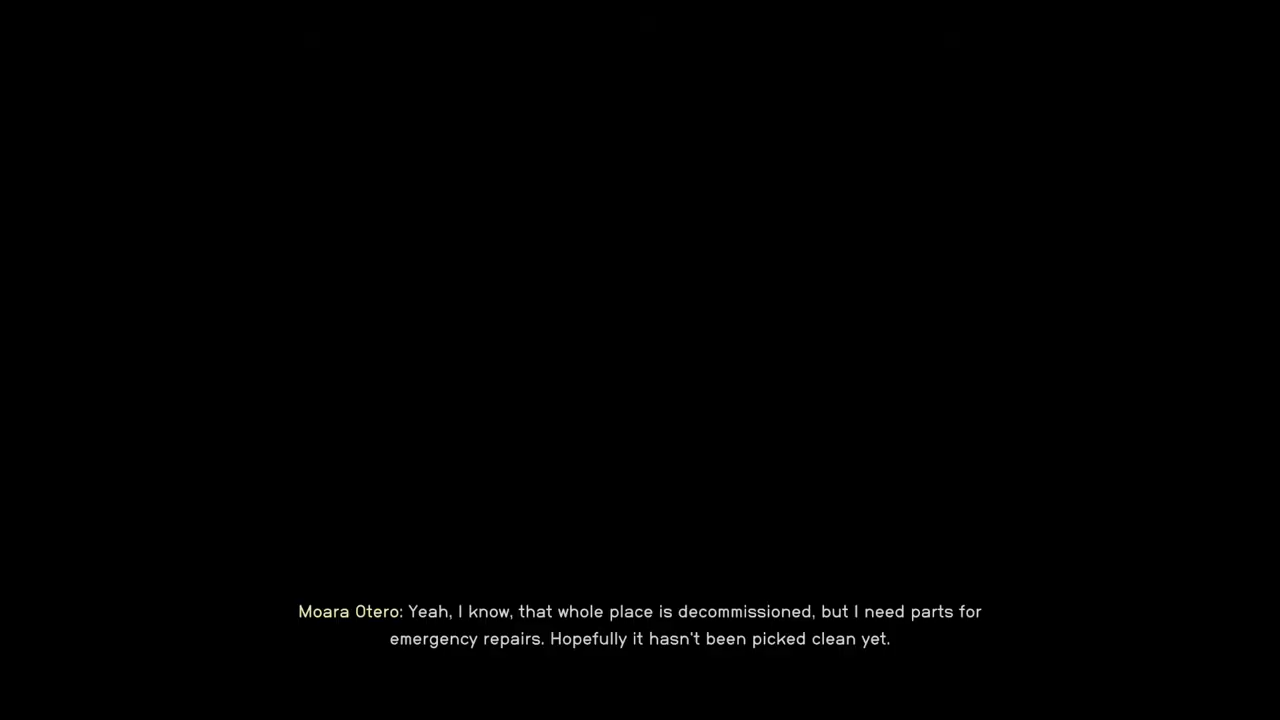 Moara Otero: Yeah, I know, that whole place is decommissioned, but I need parts for
emergency repairs. Hopefully it hasn't been picked clean yet.